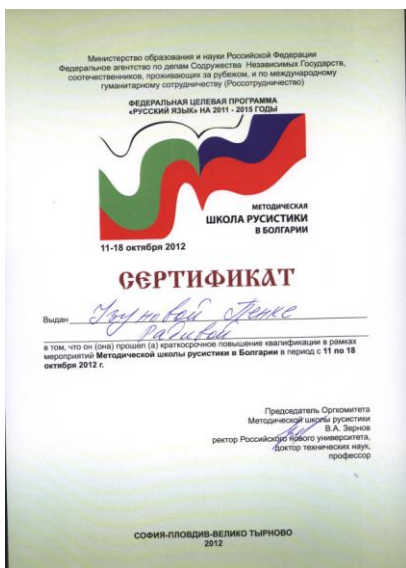 Министерство образования и науки Российской Федерации
Федеральное агентство по делам Содружества Независимых Государств,
соотечественников, проживающих за рубежом, и по международному
гуманитарному сотрудничеству (Россотрудничество)
ФЕДЕРАЛЬНАЯ ЦЕЛЕВАЯ ПРОГРАММА
«РУССКИЙ ЯЗЫК» НА 2011 - 2015 ГОДЫ
МЕТОДИЧЕСКАЯ
ШКОЛА РУСИСТИКИ
В БОЛГАРИИ
11-18 октября 2012
СЕРТИФИКАТ
Выдан Узуновой Пенке
в том, что он (она) прошёл (а) краткосрочное повышение квалификации в рамках
мероприятий Методической школы русистики в Болгарии в период с 11 по 18
октября 2012 г.
Председатель Оргкомитета
Методической школы русистики
В.А. Зернов
ректор Российского нового университета,
доктор технических наук,
профессор
СОФИЯ-ПЛОВДИВ-ВЕЛИКО ТЫРНОВО
2012